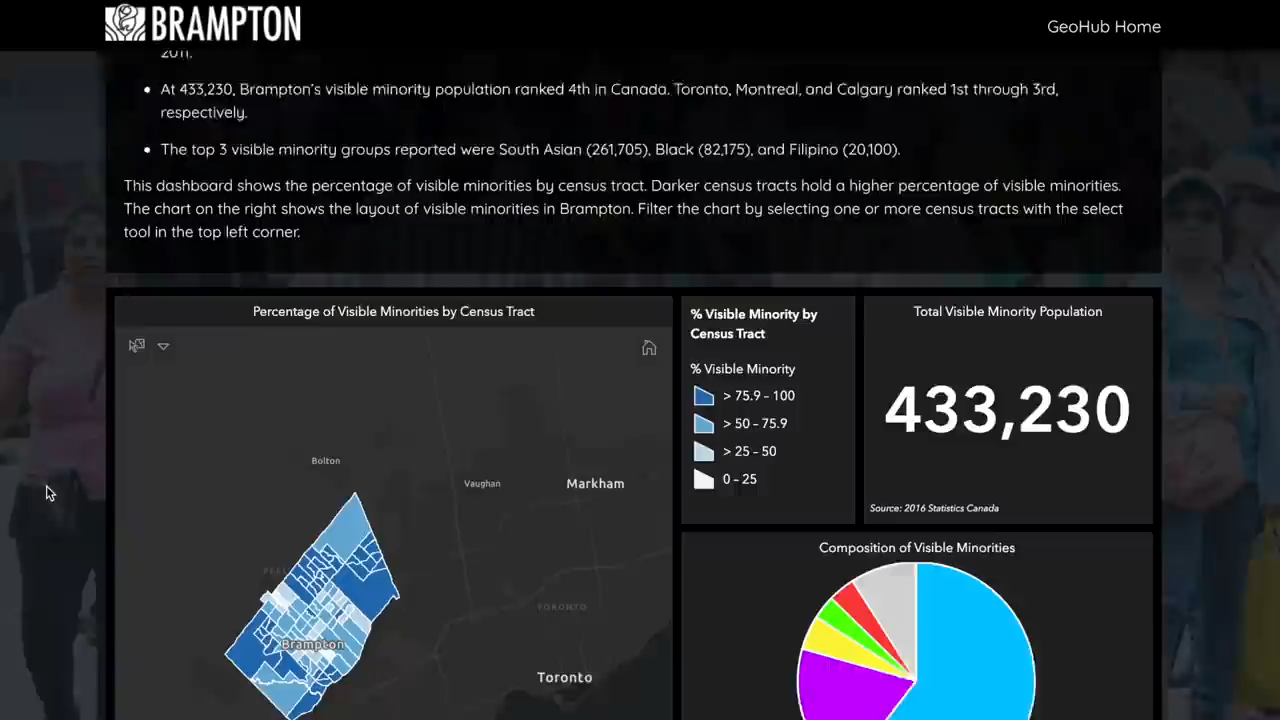 BRAMPTON
GeoHub Home
2011.
• At 433,230, Brampton's visible minority population ranked 4th in Canada. Toronto, Montreal, and Calgary ranked 1st through 3rd,
respectively.
• The top 3 visible minority groups reported were South Asian (261,705), Black (82,175), and Filipino (20,100).
This dashboard shows the percentage of visible minorities by census tract. Darker census tracts hold a higher percentage of visible minorities.
The chart on the right shows the layout of visible minorities in Brampton. Filter the chart by selecting one or more census tracts with the select
tool in the top left corner.
Percentage of Visible Minorities by Census Tract
Bolton
Vaughan
Markham
TORONTO
Brampton
Toronto
% Visible Minority by
Census Tract
% Visible Minority
> 75.9 – 100
> 50 – 75.9
> 25 – 50
0 – 25
Total Visible Minority Population
433,230
Source: 2016 Statistics Canada
Composition of Visible Minorities